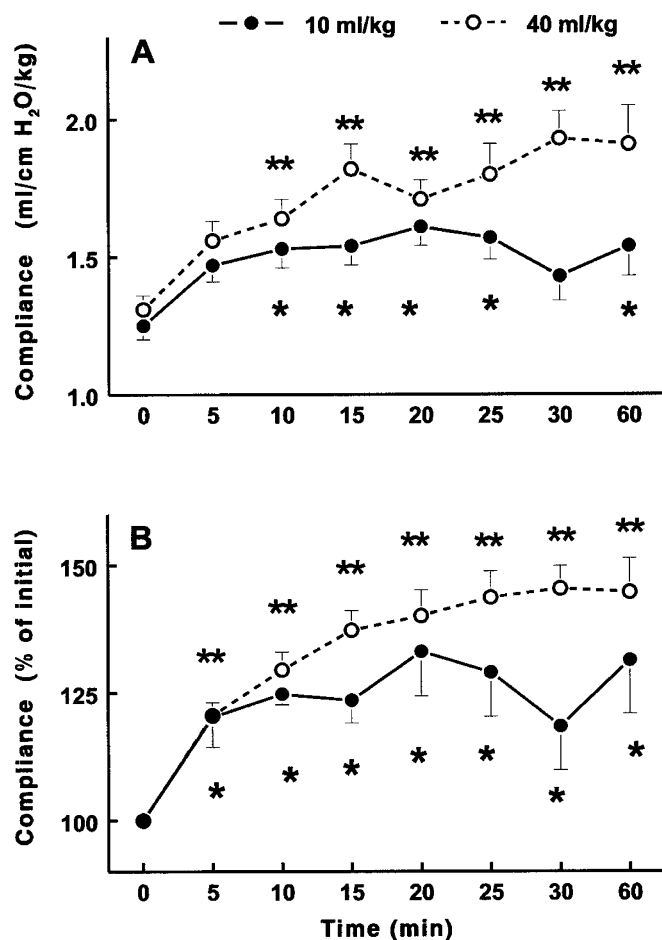 10 ml/kg 40 ml/kg
A
Compliance (ml/cm H₂O/kg)
2.0
1.5
1.0
** ** ** ** ** **
* * * * *
0 5 10 15 20 25 30 60
B
Compliance (% of initial)
150
125
100
** ** ** ** ** ** **
* * * * * * *
0 5 10 15 20 25 30 60
Time (min)